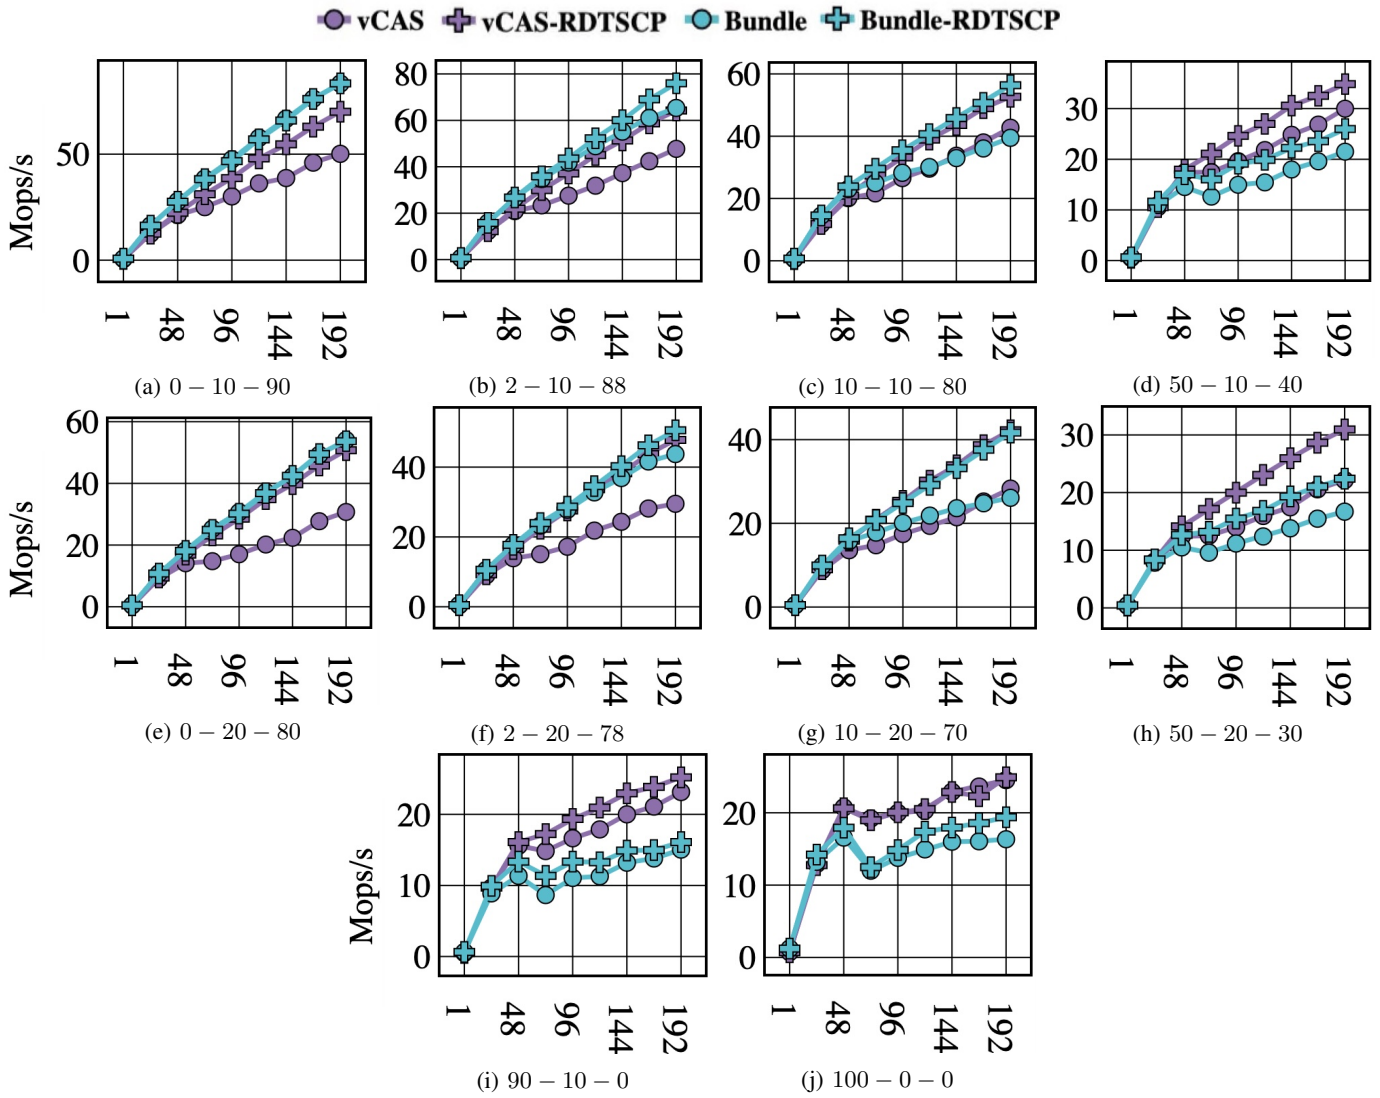 vCAS vCAS-RDTSCP Bundle Bundle-RDTSCP
Mops/s
50
0
1 48 96 144 192
(a) 0 − 10 − 90
80
60
40
20
0
1 48 96 144 192
(b) 2 − 10 − 88
60
40
20
0
1 48 96 144 192
(c) 10 − 10 − 80
30
20
10
0
1 48 96 144 192
(d) 50 − 10 − 40
Mops/s
60
40
20
0
1 48 96 144 192
(e) 0 − 20 − 80
40
20
0
1 48 96 144 192
(f) 2 − 20 − 78
40
20
0
1 48 96 144 192
(g) 10 − 20 − 70
30
20
10
0
1 48 96 144 192
(h) 50 − 20 − 30
Mops/s
20
10
0
1 48 96 144 192
(i) 90 − 10 − 0
20
10
0
1 48 96 144 192
(j) 100 − 0 − 0